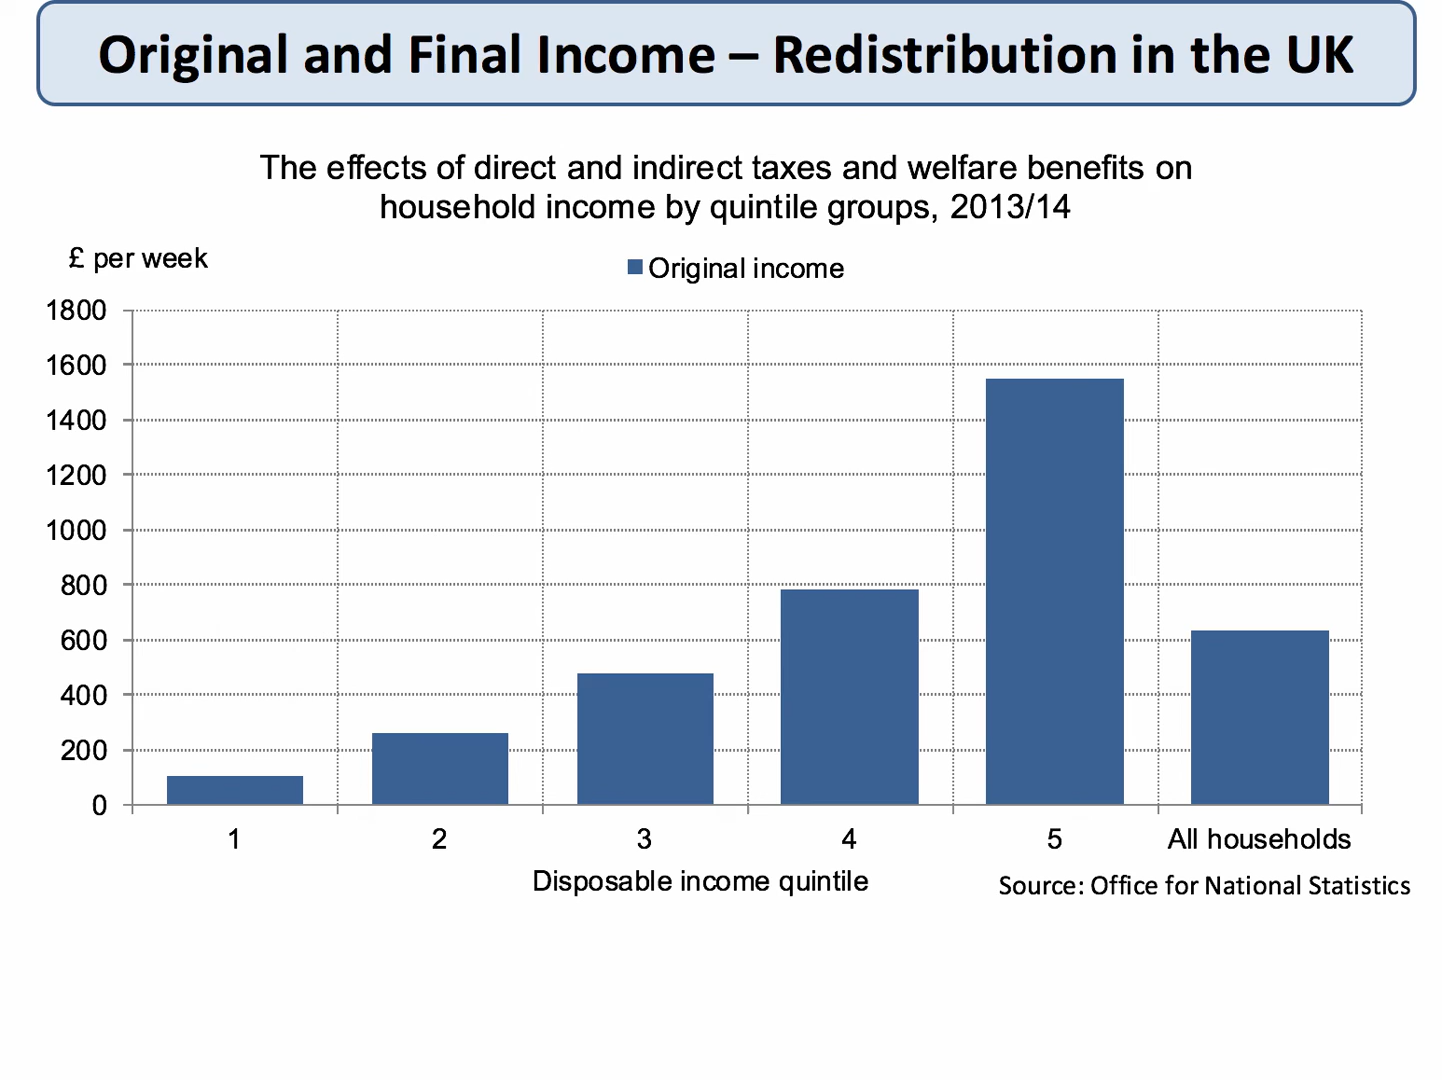 Original and Final Income – Redistribution in the UK
The effects of direct and indirect taxes and welfare benefits on
household income by quintile groups, 2013/14
£ per week
Original income
1800
1600
1400
1200
1000
800
600
400
200
0
1 2 3 4 5 All households
Disposable income quintile
Source: Office for National Statistics